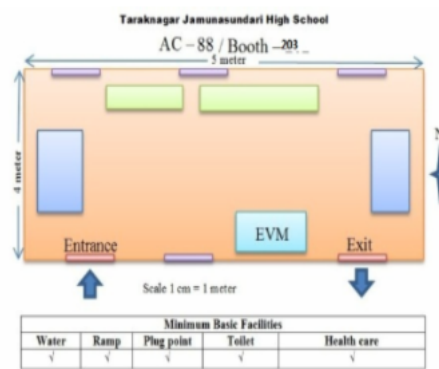 Taraknagar Jamunasundari High School
AC – 88 / Booth –203
5 meter
4 meter
N
Entrance
EVM
Exit
Scale 1 cm = 1 meter
Minimum Basic Facilities
Water Ramp Plug point Toilet Health care
√ √ √ √ √